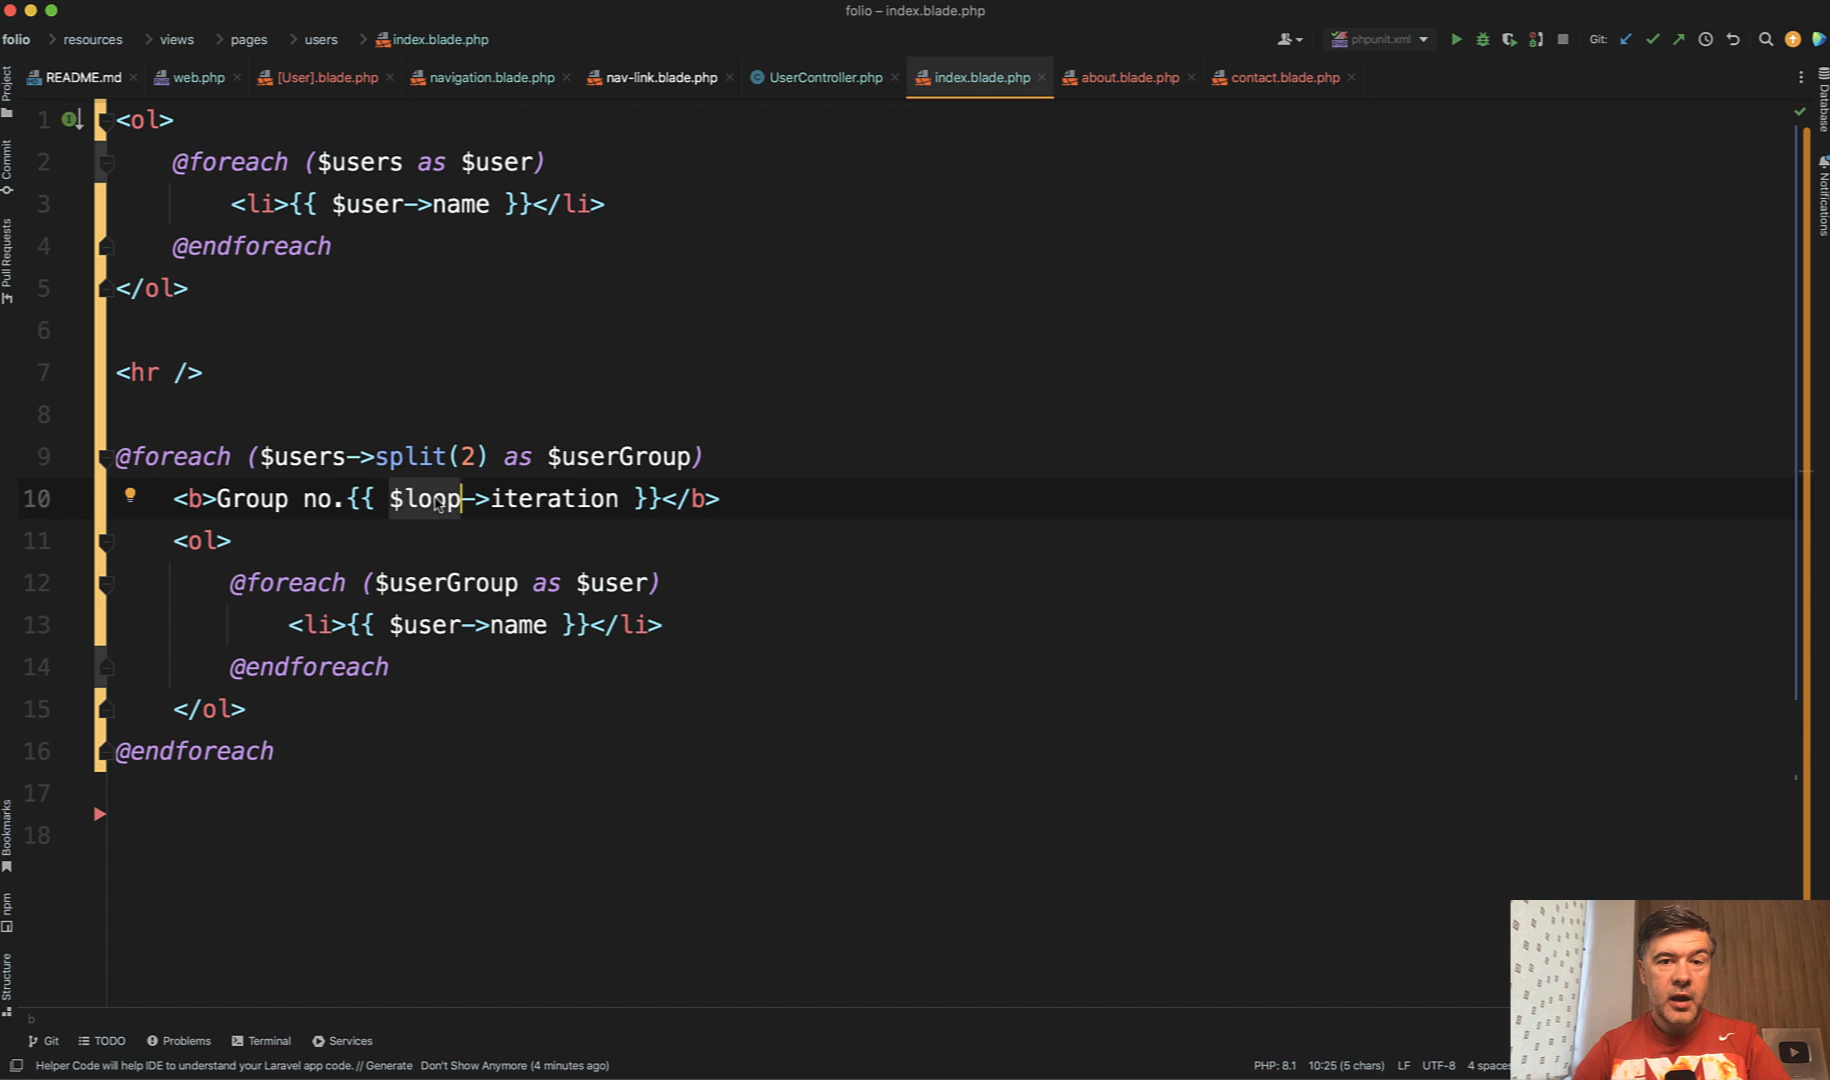 folio – index.blade.php
folio resources views pages users index.blade.php
phpunit.xml Git:
README.md web.php [User].blade.php navigation.blade.php nav-link.blade.php UserController.php index.blade.php about.blade.php contact.blade.php
Project
Commit
Pull Requests
Bookmarks
npm
Structure
Database
Notifications
1 <ol>
2 @foreach ($users as $user)
3 <li>{{ $user->name }}</li>
4 @endforeach
5 </ol>
6
7 <hr />
8
9 @foreach ($users->split(2) as $userGroup)
10 <b>Group no.{{ $loop->iteration }}</b>
11 <ol>
12 @foreach ($userGroup as $user)
13 <li>{{ $user->name }}</li>
14 @endforeach
15 </ol>
16 @endforeach
17
18
b
Git TODO Problems Terminal Services
Helper Code will help IDE to understand your Laravel app code. // Generate Don't Show Anymore (4 minutes ago) PHP: 8.1 10:25 (5 chars) LF UTF-8 4 spaces